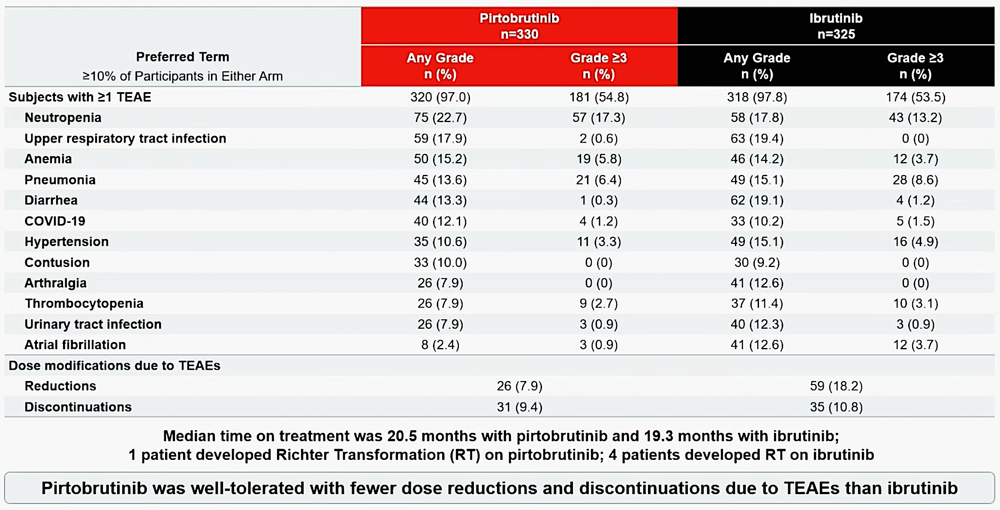 Pirtobrutinib
n=330
Ibrutinib
n=325
Preferred Term
≥10% of Participants in Either Arm
Any Grade
n (%)
Grade ≥3
n (%)
Any Grade
n (%)
Grade ≥3
n (%)
Subjects with ≥1 TEAE 320 (97.0) 181 (54.8) 318 (97.8) 174 (53.5)
Neutropenia 75 (22.7) 57 (17.3) 58 (17.8) 43 (13.2)
Upper respiratory tract infection 59 (17.9) 2 (0.6) 63 (19.4) 0 (0)
Anemia 50 (15.2) 19 (5.8) 46 (14.2) 12 (3.7)
Pneumonia 45 (13.6) 21 (6.4) 49 (15.1) 28 (8.6)
Diarrhea 44 (13.3) 1 (0.3) 62 (19.1) 4 (1.2)
COVID-19 40 (12.1) 4 (1.2) 33 (10.2) 5 (1.5)
Hypertension 35 (10.6) 11 (3.3) 49 (15.1) 16 (4.9)
Contusion 33 (10.0) 0 (0) 30 (9.2) 0 (0)
Arthralgia 26 (7.9) 0 (0) 41 (12.6) 0 (0)
Thrombocytopenia 26 (7.9) 9 (2.7) 37 (11.4) 10 (3.1)
Urinary tract infection 26 (7.9) 3 (0.9) 40 (12.3) 3 (0.9)
Atrial fibrillation 8 (2.4) 3 (0.9) 41 (12.6) 12 (3.7)
Dose modifications due to TEAEs
Reductions 26 (7.9) 59 (18.2)
Discontinuations 31 (9.4) 35 (10.8)
Median time on treatment was 20.5 months with pirtobrutinib and 19.3 months with ibrutinib;
1 patient developed Richter Transformation (RT) on pirtobrutinib; 4 patients developed RT on ibrutinib
Pirtobrutinib was well-tolerated with fewer dose reductions and discontinuations due to TEAEs than ibrutinib